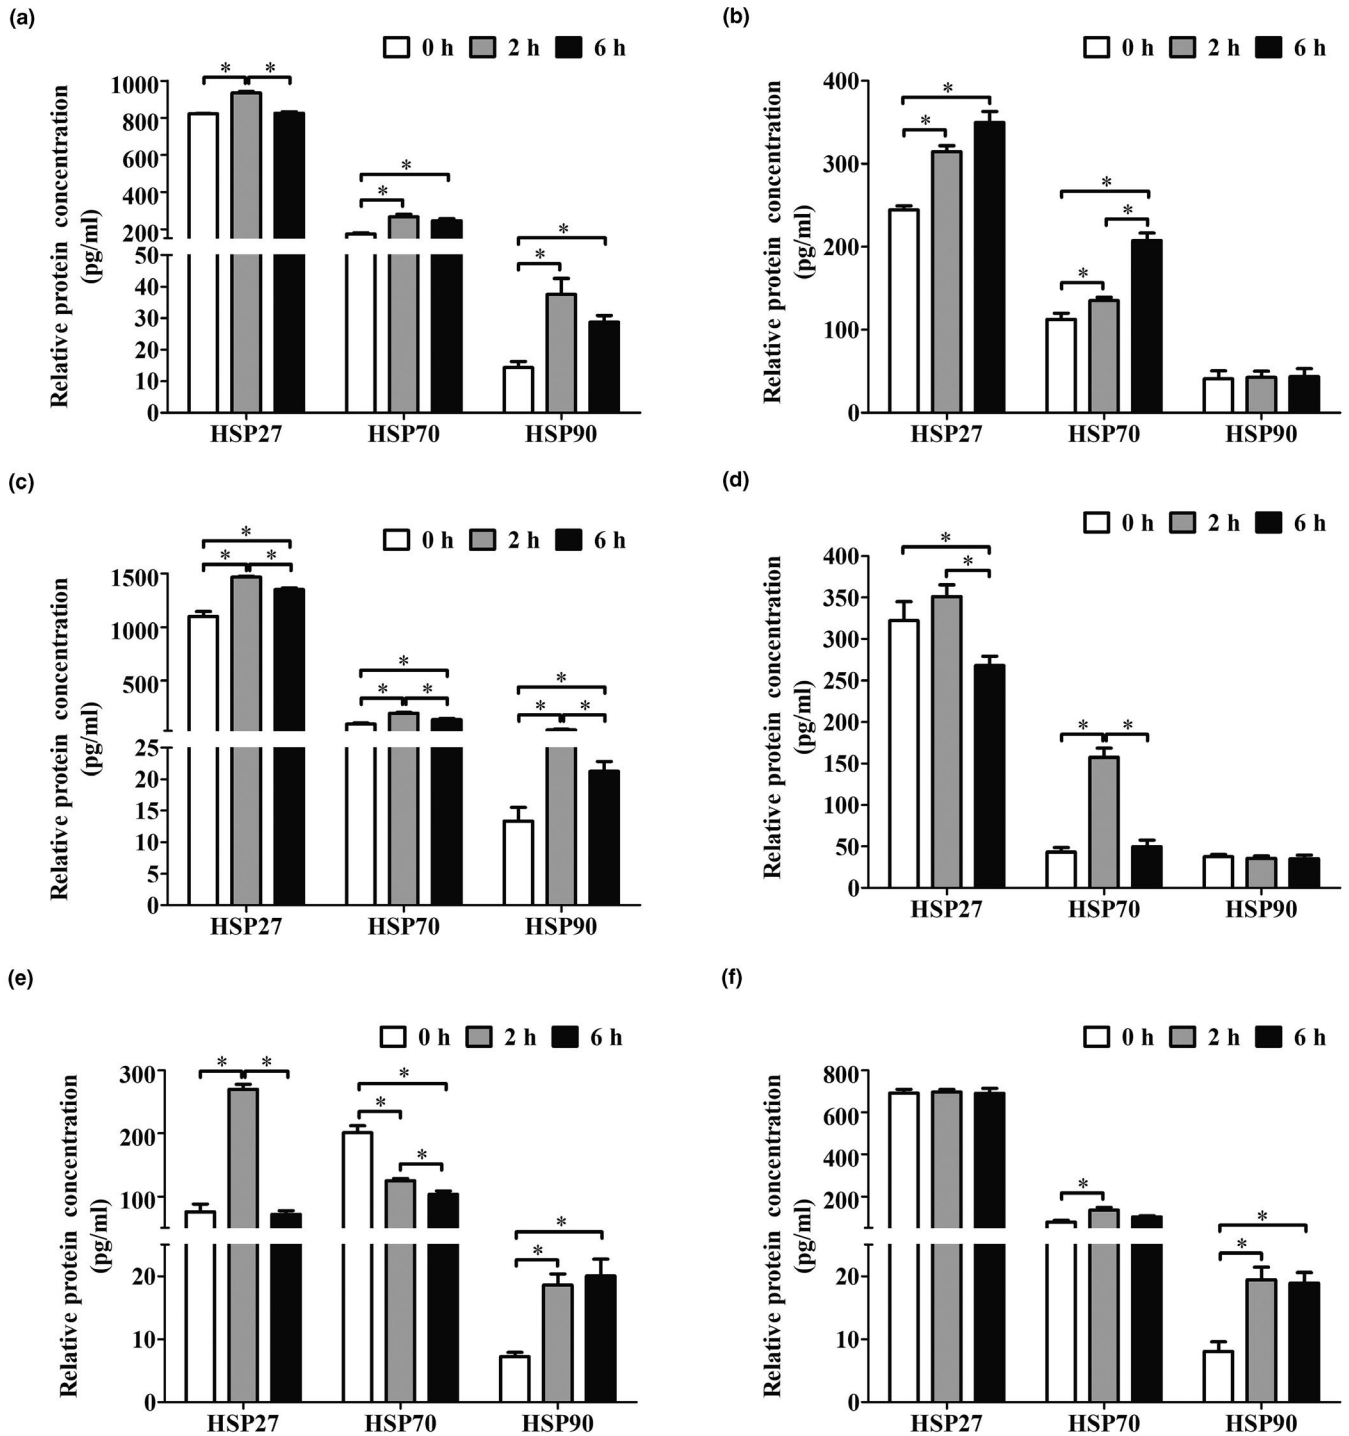 (a)
0 h 2 h 6 h
Relative protein concentration
(pg/ml)
1000
800
600
400
200
50
40
30
20
10
0
* *
* *
* *
HSP27 HSP70 HSP90
(b)
0 h 2 h 6 h
Relative protein concentration
(pg/ml)
400
300
200
100
0
* *
* * *
HSP27 HSP70 HSP90
(c)
0 h 2 h 6 h
Relative protein concentration
(pg/ml)
1500
1000
500
25
20
15
10
5
0
* * *
* * *
* * *
HSP27 HSP70 HSP90
(d)
0 h 2 h 6 h
Relative protein concentration
(pg/ml)
400
350
300
250
200
150
100
50
0
* *
* *
HSP27 HSP70 HSP90
(e)
0 h 2 h 6 h
Relative protein concentration
(pg/ml)
300
200
100
20
10
0
* *
* * *
* *
HSP27 HSP70 HSP90
(f)
0 h 2 h 6 h
Relative protein concentration
(pg/ml)
800
600
400
200
20
10
0
*
* *
HSP27 HSP70 HSP90